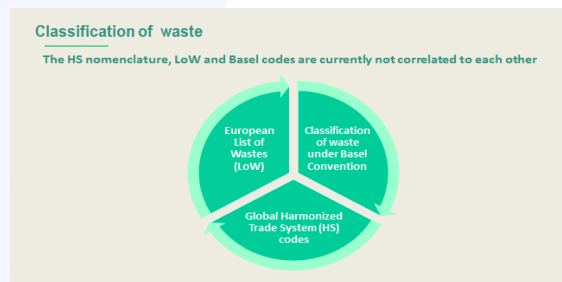 Classification of waste
The HS nomenclature, LoW and Basel codes are currently not correlated to each other
European
List of
Wastes
(LoW)
Classification
of waste
under Basel
Convention
Global Harmonized
Trade System (HS)
codes